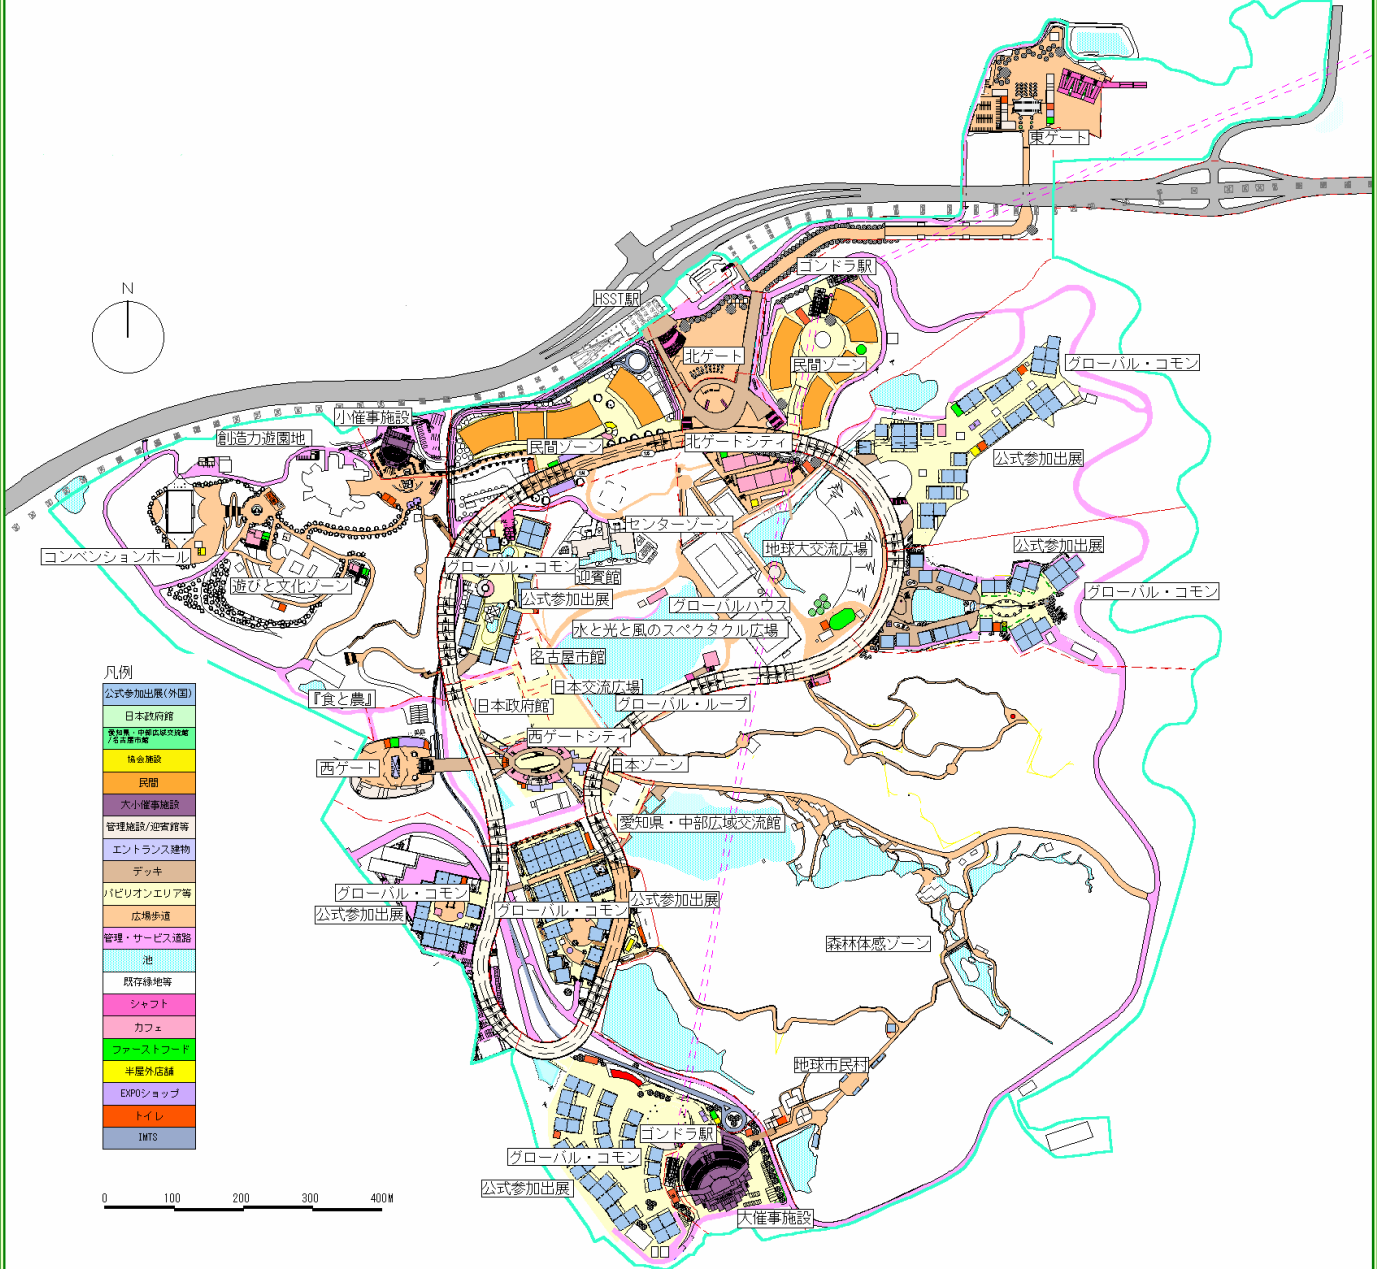 東ゲート
ゴンドラ駅
N
HSST駅
北ゲート
民間ゾーン
グローバル・コモン
小催事施設
創造力遊園地
民間ゾーン
北ゲートシティ
公式参加出展
センターゾーン
地球大交流広場
公式参加出展
コンベンションホール
グローバル・コモン
迎賓館
遊びと文化ゾーン
グローバル・コモン
公式参加出展
グローバルハウス
水と光と風のスペクタクル広場
名古屋市館
日本交流広場
『食と農』
日本政府館
グローバル・ループ
西ゲートシティ
西ゲート
日本ゾーン
愛知県・中部広域交流館
グローバル・コモン
公式参加出展
グローバル・コモン
公式参加出展
森林体感ゾーン
地球市民村
ゴンドラ駅
グローバル・コモン
公式参加出展
大催事施設
凡例
公式参加出展(外国)
日本政府館
愛知県・中部広域交流館
/名古屋市館
協会施設
民間
大小催事施設
管理施設/迎賓館等
エントランス建物
デッキ
パビリオンエリア等
広場歩道
管理・サービス道路
池
既存緑地等
シャフト
カフェ
ファーストフード
半屋外店舗
EXPOショップ
トイレ
IMTS
0 100 200 300 400M